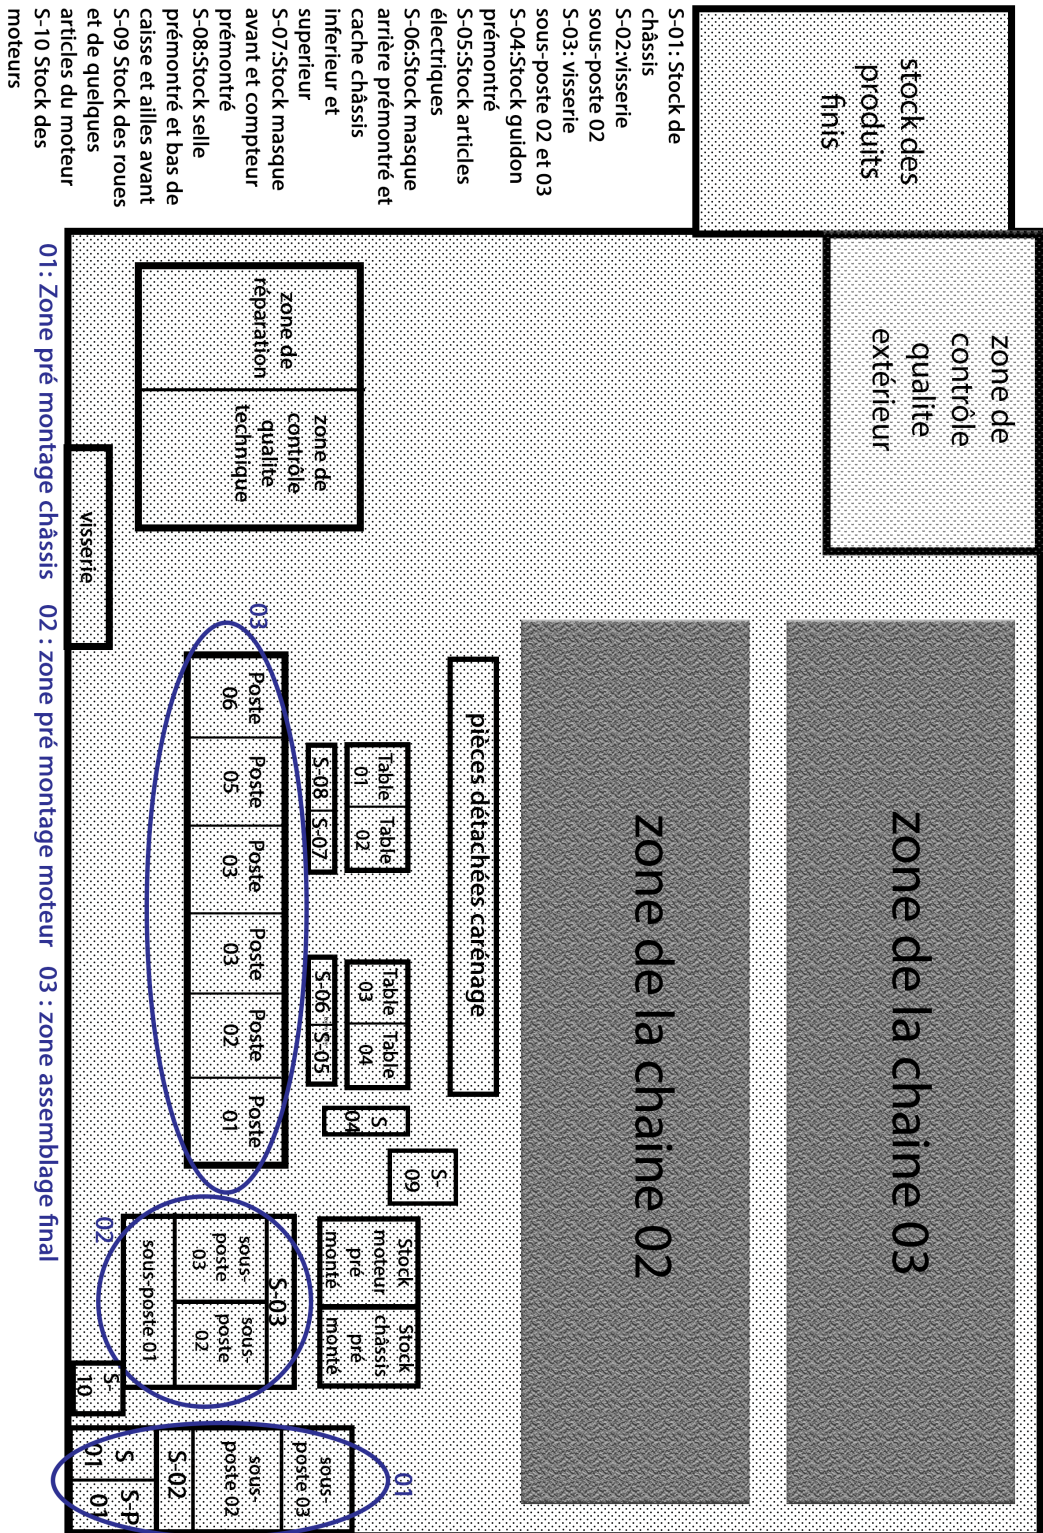 stock des
produits
finis
zone de
contrôle
qualite
extérieur
zone de la chaine 03
zone de la chaine 02
pièces détachées carénage
S-01: Stock de
châssis
S-02:visserie
sous-poste 02
S-03: visserie
sous-poste 02 et 03
S-04:Stock guidon
prémontré
S-05:Stock articles
électriques
S-06:Stock masque
arrière prémontré et
cache châssis
inferieur et
superieur
S-07:Stock masque
avant et compteur
prémontré
S-08:Stock selle
prémontré et bas de
caisse et ailles avant
S-09 Stock des roues
et de quelques
articles du moteur
S-10 Stock des
moteurs
zone de
réparation
zone de
contrôle
qualite
technique
visserie
Table
01
Table
02
S-08
S-07
Table
03
Table
04
S-06
S-05
S
04
S-
09
03
Poste
06
Poste
05
Poste
03
Poste
03
Poste
02
Poste
01
Stock
moteur
pré
monté
Stock
châssis
pré
monté
S-03
sous-
poste
03
sous-
poste
02
sous-poste 01
02
S-
10
01
sous-
poste 03
sous-
poste 02
S-02
S
01
S-P
01
01: Zone pré montage châssis 02 : zone pré montage moteur 03 : zone assemblage final